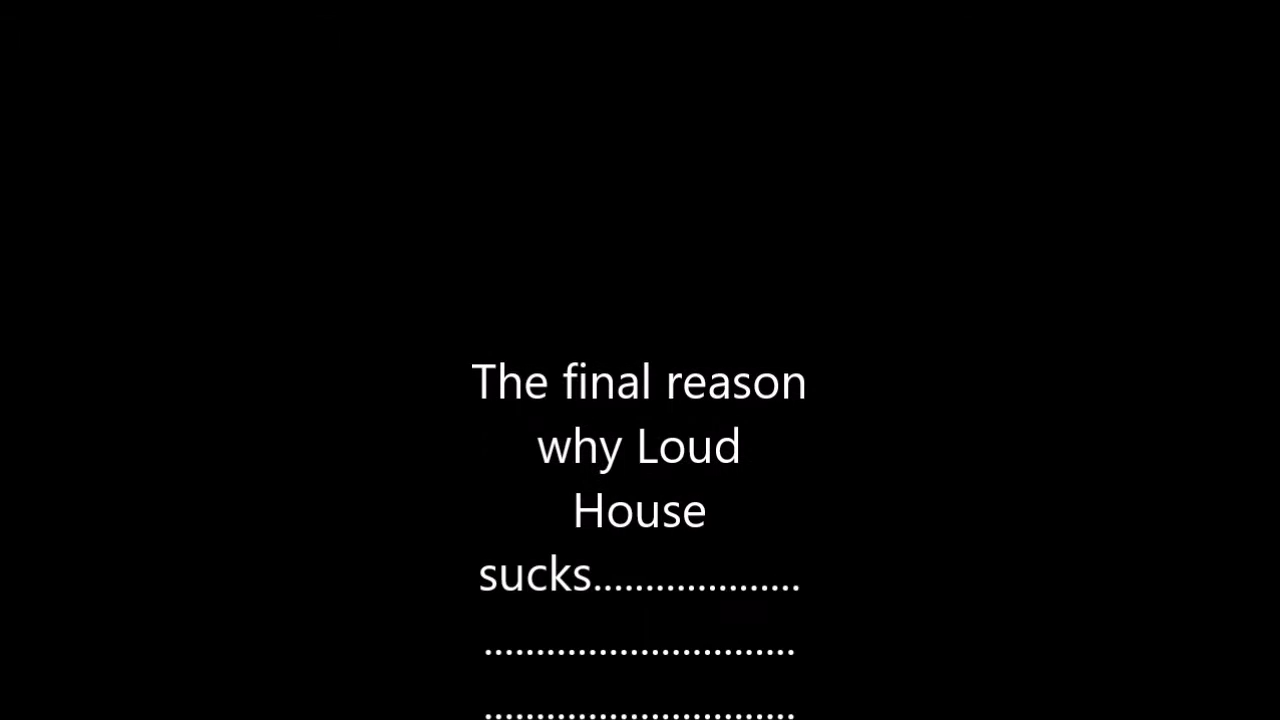 The final reason
why Loud
House
sucks....................
..............................
..............................